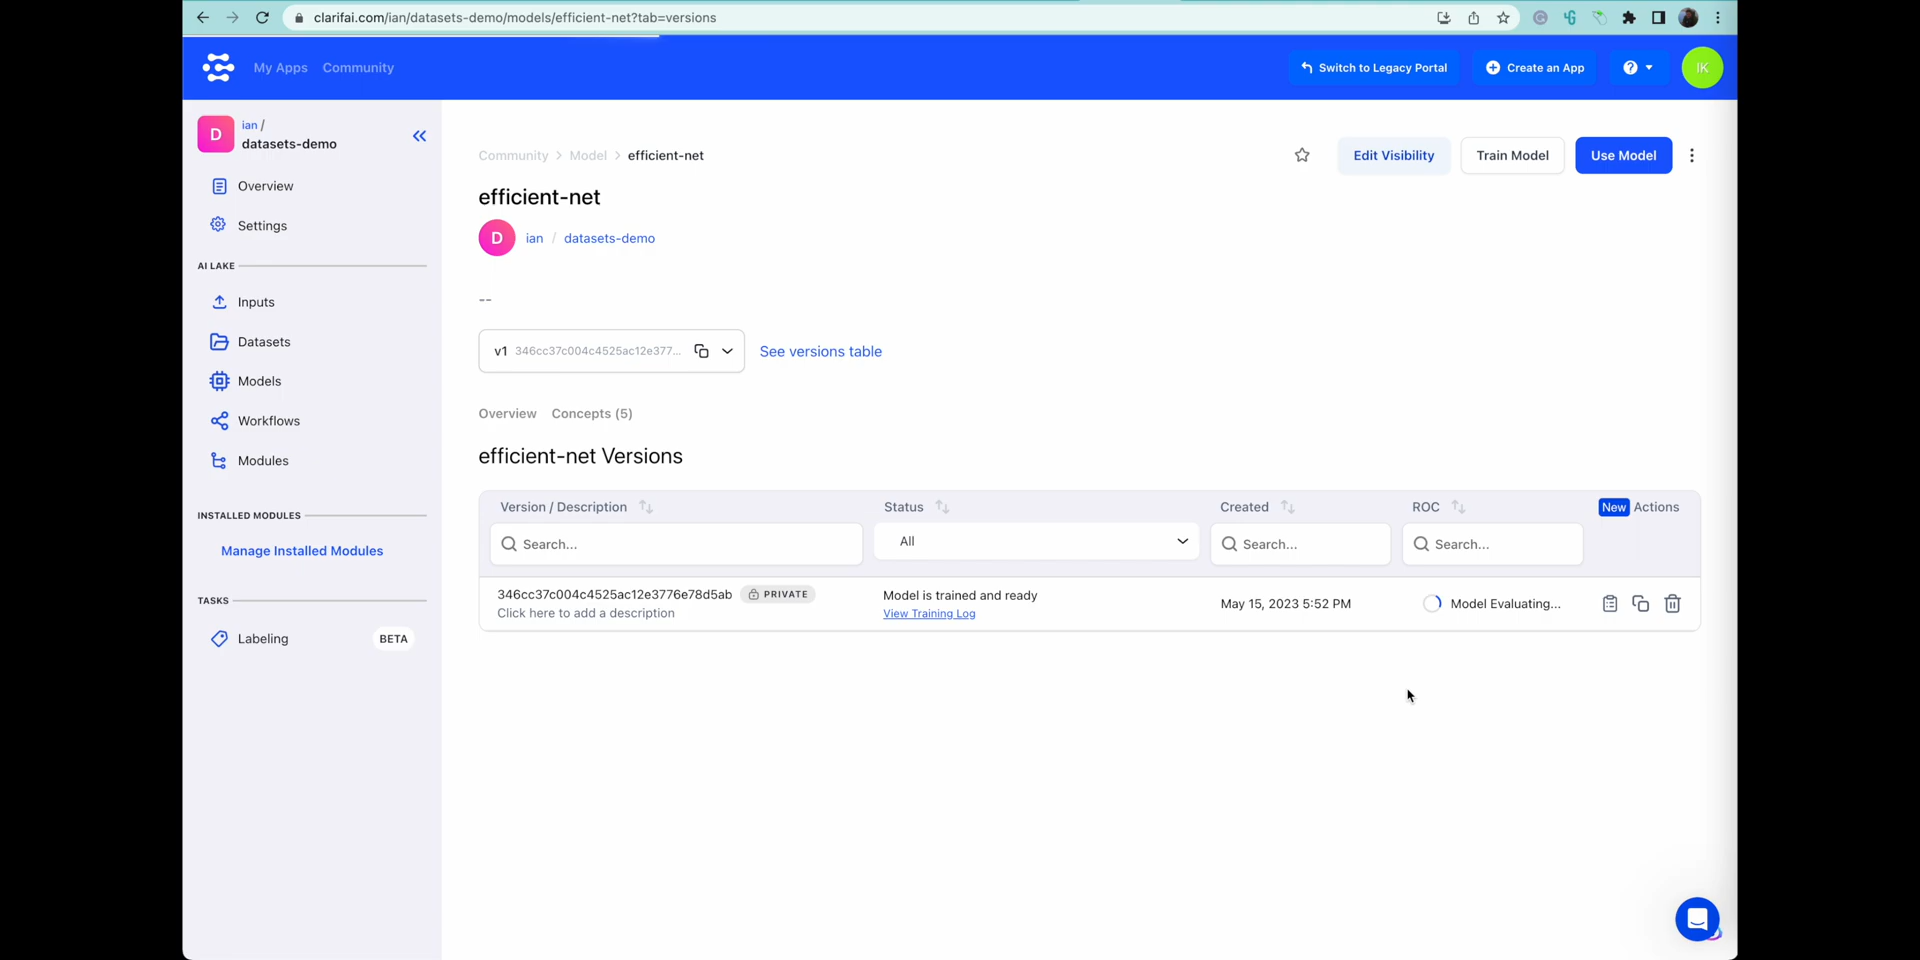 clarifai.com/ian/datasets-demo/models/efficient-net?tab=versions
My Apps Community Switch to Legacy Portal Create an App ? IK
D ian / datasets-demo
Overview
Settings
AI LAKE
Inputs
Datasets
Models
Workflows
Modules
INSTALLED MODULES
Manage Installed Modules
TASKS
Labeling BETA
Community > Model > efficient-net Edit Visibility Train Model Use Model
efficient-net
D ian / datasets-demo
--
v1 346cc37c004c4525ac12e377... See versions table
Overview Concepts (5)
efficient-net Versions
Version / Description Status Created ROC New Actions
Search... All Search... Search...
346cc37c004c4525ac12e3776e78d5ab PRIVATE Model is trained and ready May 15, 2023 5:52 PM Model Evaluating...
Click here to add a description View Training Log